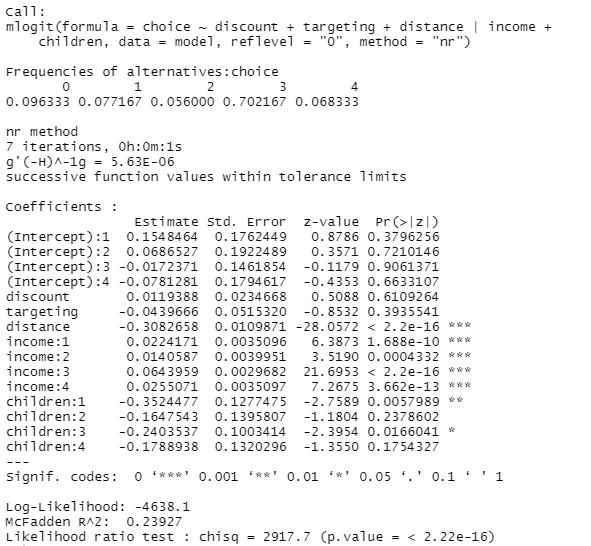 Call:
mlogit(formula = choice ~ discount + targeting + distance | income +
    children, data = model, reflevel = "0", method = "nr")

Frequencies of alternatives:choice
       0        1        2        3        4
0.096333 0.077167 0.056000 0.702167 0.068333

nr method
7 iterations, 0h:0m:1s
g'(-H)^-1g = 5.63E-06
successive function values within tolerance limits

Coefficients :
                Estimate Std. Error  z-value  Pr(>|z|)
(Intercept):1  0.1548464  0.1762449   0.8786 0.3796256
(Intercept):2  0.0686527  0.1922489   0.3571 0.7210146
(Intercept):3 -0.0172371  0.1461854  -0.1179 0.9061371
(Intercept):4 -0.0781281  0.1794617  -0.4353 0.6633107
discount       0.0119388  0.0234668   0.5088 0.6109264
targeting     -0.0439666  0.0515320  -0.8532 0.3935541
distance      -0.3082658  0.0109871 -28.0572 < 2.2e-16 ***
income:1       0.0224171  0.0035096   6.3873 1.688e-10 ***
income:2       0.0140587  0.0039951   3.5190 0.0004332 ***
income:3       0.0643959  0.0029682  21.6953 < 2.2e-16 ***
income:4       0.0255071  0.0035097   7.2675 3.662e-13 ***
children:1    -0.3524477  0.1277475  -2.7589 0.0057989 **
children:2    -0.1647543  0.1395807  -1.1804 0.2378602
children:3    -0.2403537  0.1003414  -2.3954 0.0166041 *
children:4    -0.1788938  0.1320296  -1.3550 0.1754327
---
Signif. codes:  0 ‘***’ 0.001 ‘**’ 0.01 ‘*’ 0.05 ‘.’ 0.1 ‘ ’ 1

Log-Likelihood: -4638.1
McFadden R^2:  0.23927
Likelihood ratio test : chisq = 2917.7 (p.value = < 2.22e-16)